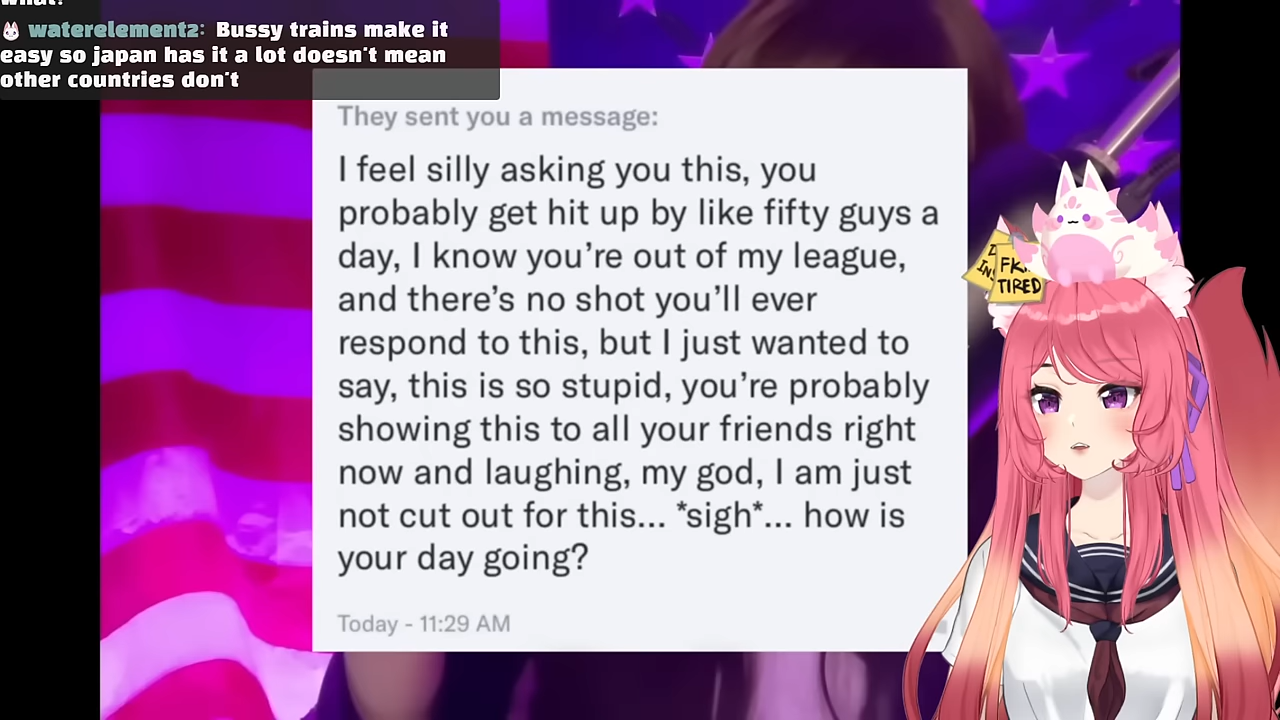 what?
waterelement2: Bussy trains make it
easy so japan has it a lot doesn't mean
other countries don't
They sent you a message:
I feel silly asking you this, you
probably get hit up by like fifty guys a
day, I know you’re out of my league,
and there’s no shot you’ll ever
respond to this, but I just wanted to
say, this is so stupid, you’re probably
showing this to all your friends right
now and laughing, my god, I am just
not cut out for this... *sigh*... how is
your day going?
Today - 11:29 AM
TIRED